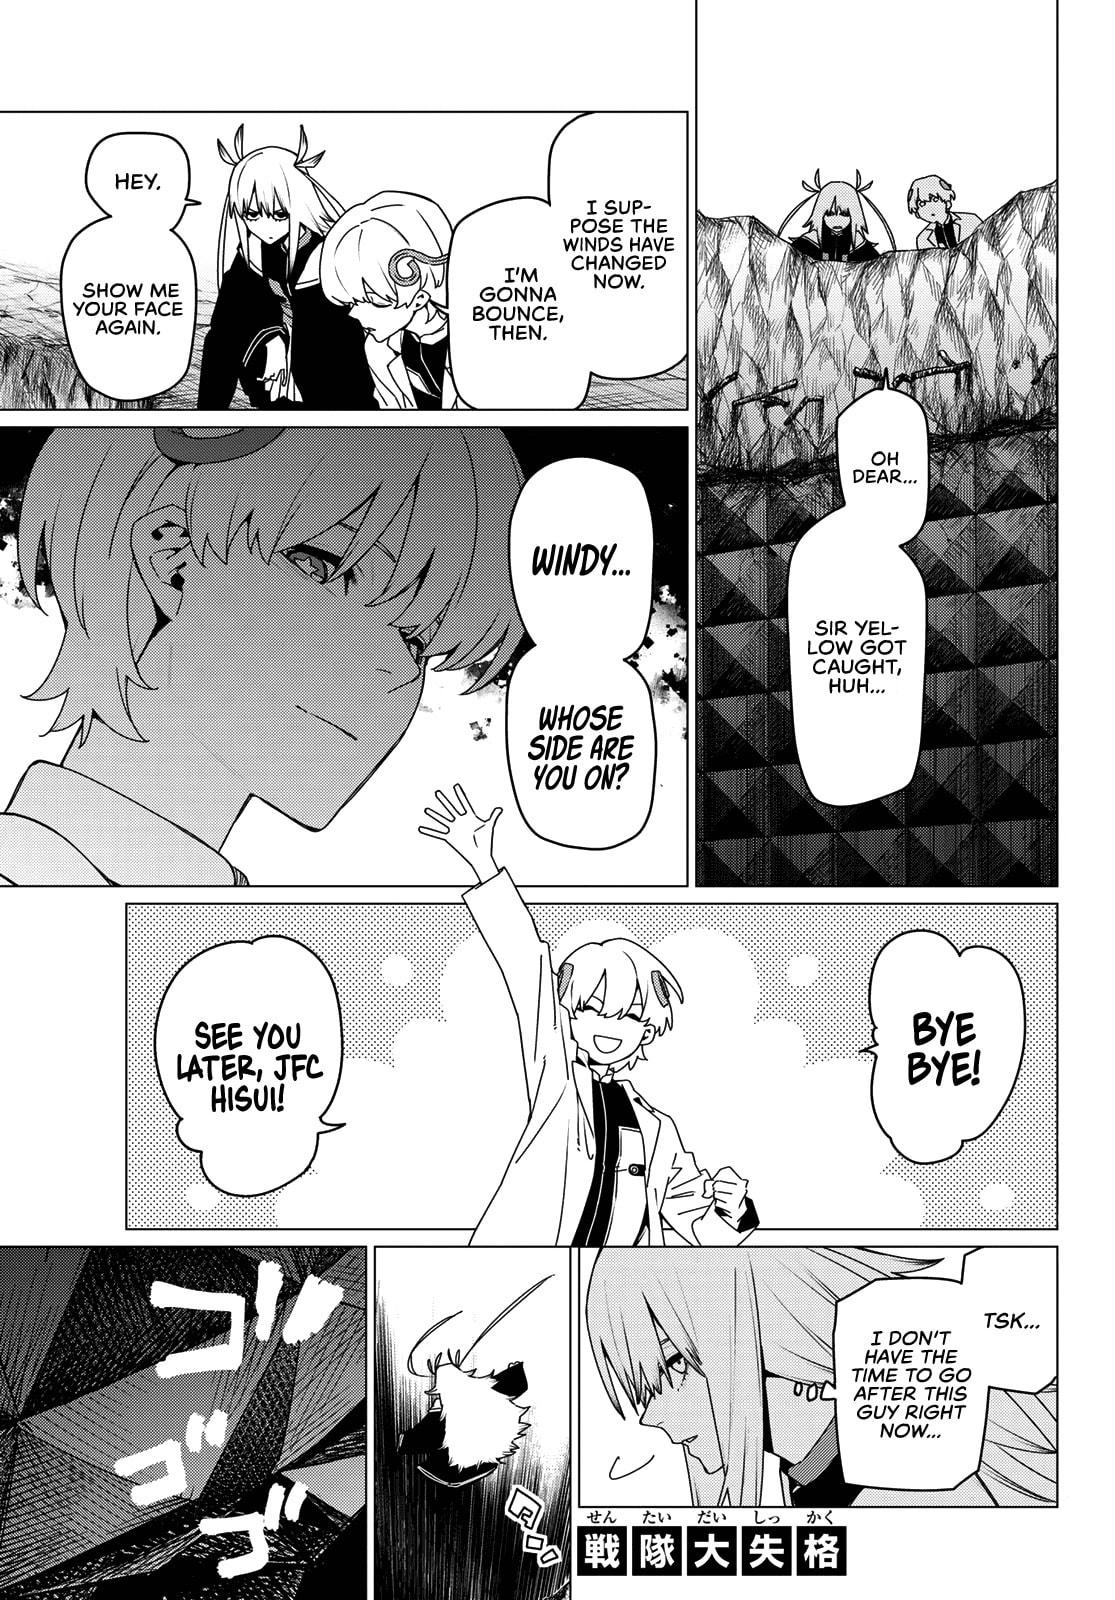 OH
DEAR...
SIR YEL-
LOW GOT
CAUGHT,
HUH...
I SUP-
POSE THE
WINDS HAVE
CHANGED
NOW.
I'M
GONNA
BOUNCE,
THEN.
HEY.
SHOW ME
YOUR FACE
AGAIN.
WINDY...
WHOSE
SIDE ARE
YOU ON?
BYE
BYE!
SEE YOU
LATER, JFC
HISUI!
TSK...
I DON'T
HAVE THE
TIME TO GO
AFTER THIS
GUY RIGHT
NOW...
ゴゴゴ
せん たい だい しっ かく
戦隊大失格